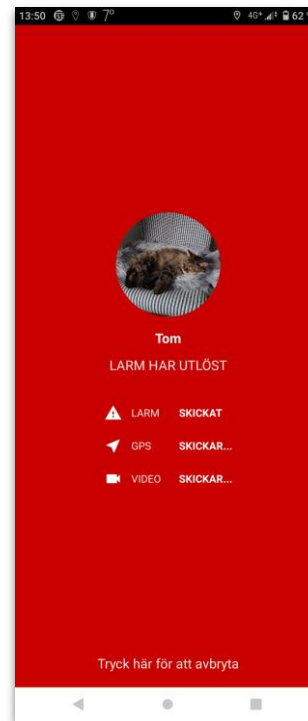 13:50 7°
4G+ 62 %
Tom
LARM HAR UTLÖST
LARM SKICKAT
GPS SKICKAR...
VIDEO SKICKAR...
Tryck här för att avbryta